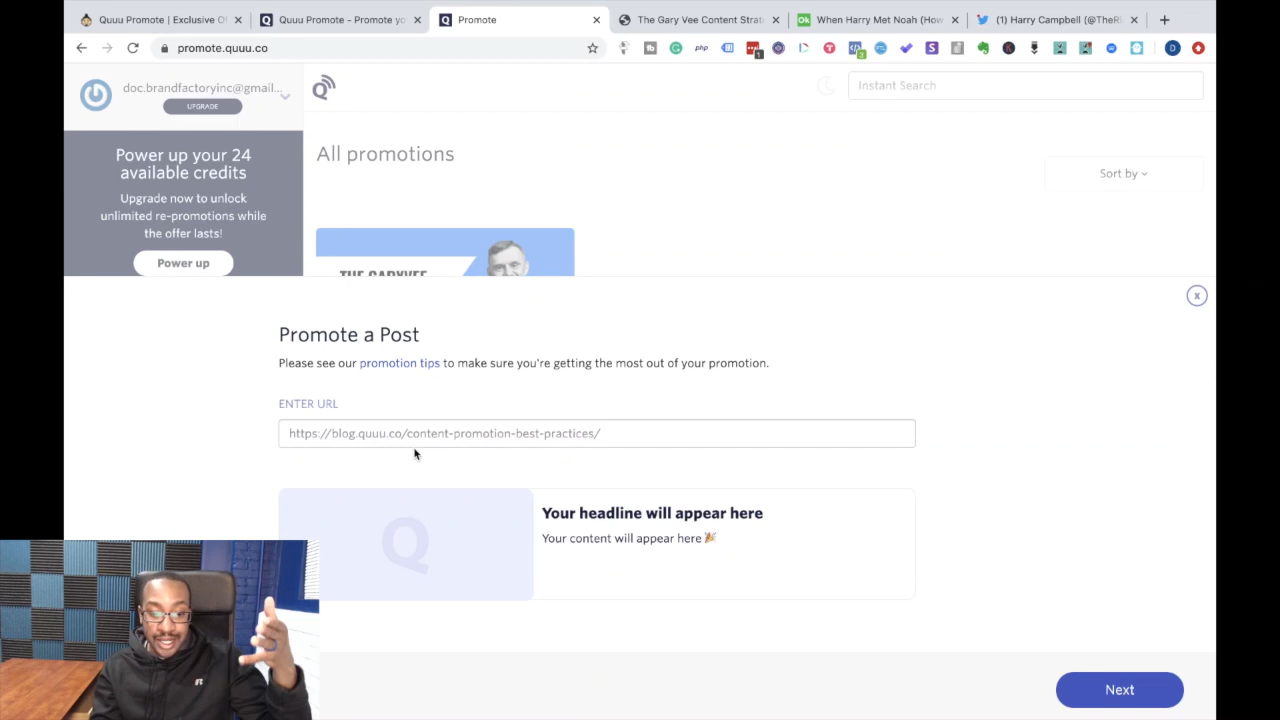 Quuu Promote | Exclusive O
Quuu Promote - Promote yo
Promote
The Gary Vee Content Strate
When Harry Met Noah (How
(1) Harry Campbell (@TheR
promote.quuu.co
doc.brandfactoryinc@gmail...
UPGRADE
Instant Search
Power up your 24
available credits
Upgrade now to unlock
unlimited re-promotions while
the offer lasts!
Power up
All promotions
Sort by
THE GARYVEE
Promote a Post
Please see our promotion tips to make sure you're getting the most out of your promotion.
ENTER URL
https://blog.quuu.co/content-promotion-best-practices/
Your headline will appear here
Your content will appear here 🎉
Next